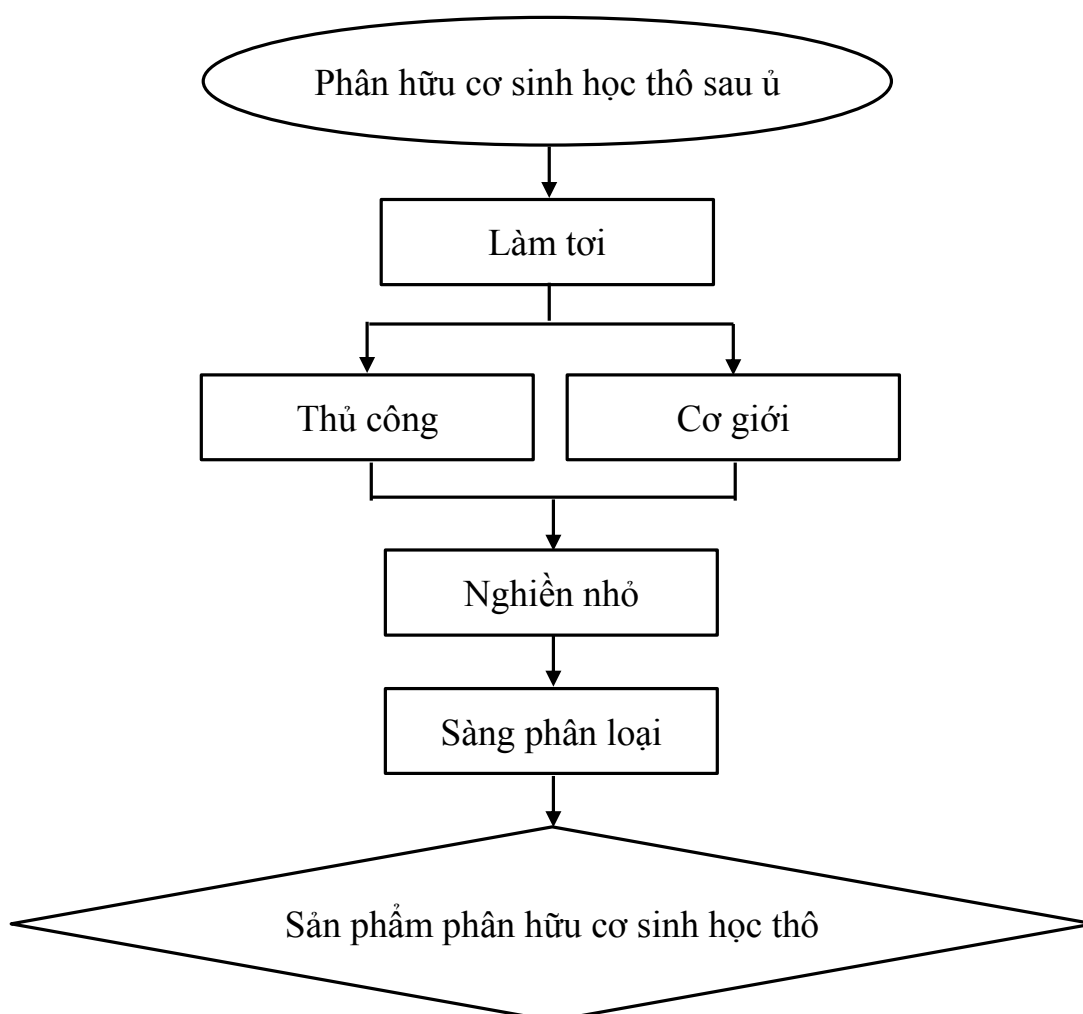 Phân hữu cơ sinh học thô sau ủ
Làm tơi
Thủ công
Cơ giới
Nghiền nhỏ
Sàng phân loại
Sản phẩm phân hữu cơ sinh học thô